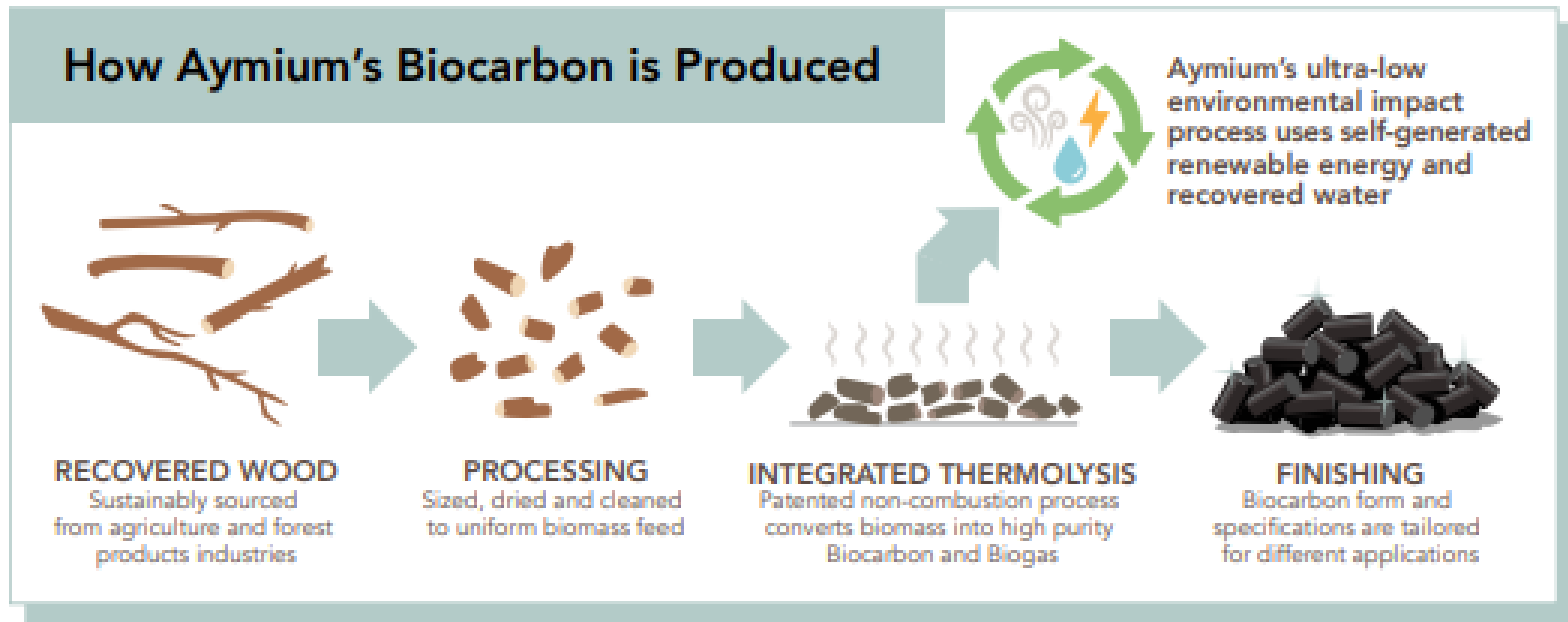 How Aymium's Biocarbon is Produced
Aymium's ultra-low
environmental impact
process uses self-generated
renewable energy and
recovered water
RECOVERED WOOD
Sustainably sourced
from agriculture and forest
products industries
PROCESSING
Sized, dried and cleaned
to uniform biomass feed
INTEGRATED THERMOLYSIS
Patented non-combustion process
converts biomass into high purity
Biocarbon and Biogas
FINISHING
Biocarbon form and
specifications are tailored
for different applications